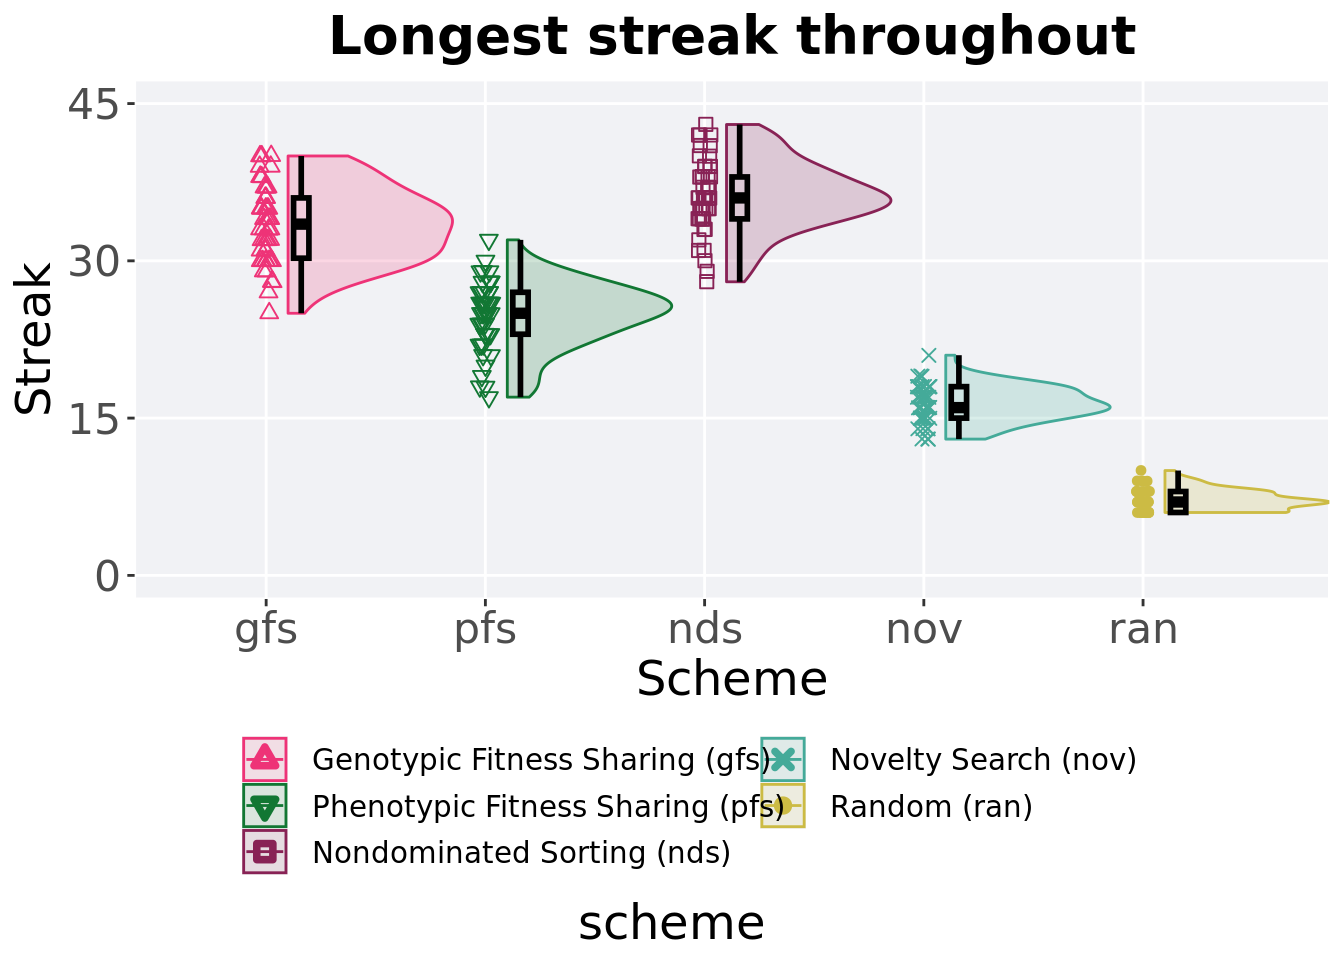 Longest streak throughout
45
30
15
0
Streak
gfs pfs nds nov ran
Scheme
Genotypic Fitness Sharing (gfs) Novelty Search (nov)
Phenotypic Fitness Sharing (pfs) Random (ran)
Nondominated Sorting (nds)
scheme